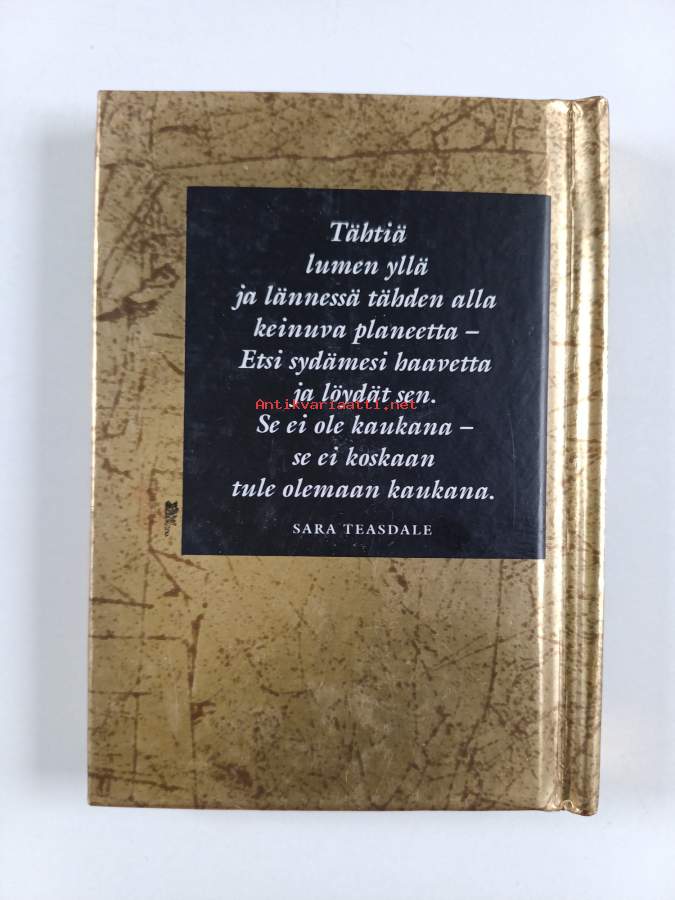 Tähtiä
lumen yllä
ja lännessä tähden alla
keinuva planeetta –
Etsi sydämesi haavetta
ja löydät sen.
Antikvariaatti.net
Se ei ole kaukana –
se ei koskaan
tule olemaan kaukana.
SARA TEASDALE